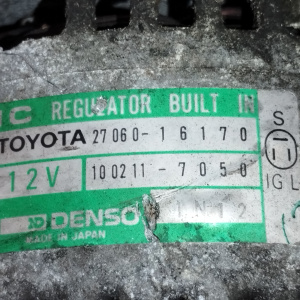 IC REGULATOR BUILT IN
TOYOTA 27060-16170
12V 100211-7050
DENSO
MADE IN JAPAN
S
IG L